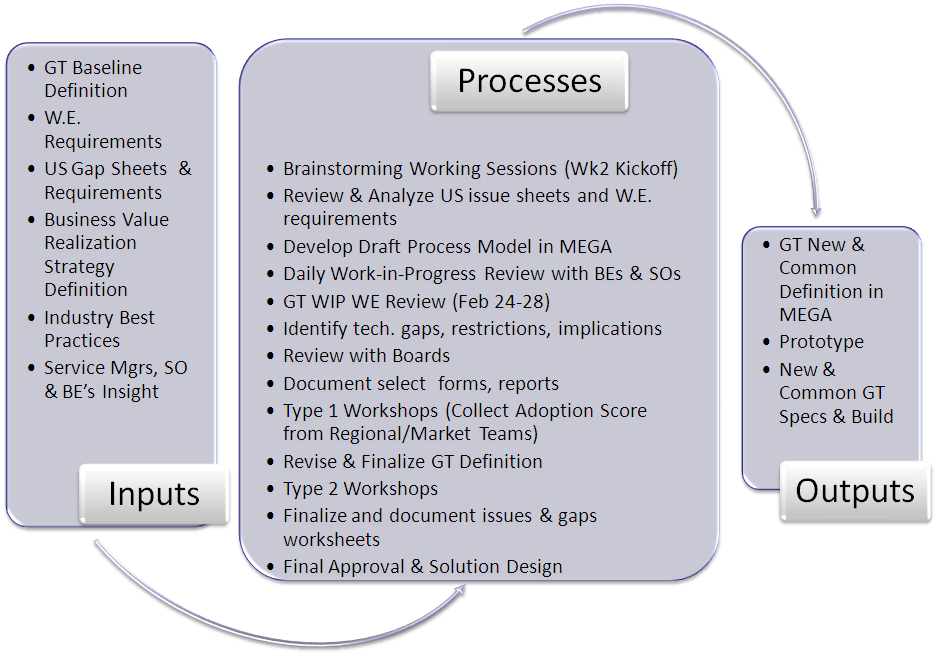 • GT Baseline
Definition
• W.E.
Requirements
• US Gap Sheets &
Requirements
• Business Value
Realization
Strategy
Definition
• Industry Best
Practices
• Service Mgrs, SO
& BE's Insight
Inputs
Processes
• Brainstorming Working Sessions (Wk2 Kickoff)
• Review & Analyze US issue sheets and W.E.
requirements
• Develop Draft Process Model in MEGA
• Daily Work-in-Progress Review with BEs & SOs
• GT WIP WE Review (Feb 24-28)
• Identify tech. gaps, restrictions, implications
• Review with Boards
• Document select forms, reports
• Type 1 Workshops (Collect Adoption Score
from Regional/Market Teams)
• Revise & Finalize GT Definition
• Type 2 Workshops
• Finalize and document issues & gaps
worksheets
• Final Approval & Solution Design
• GT New &
Common
Definition in
MEGA
• Prototype
• New &
Common GT
Specs & Build
Outputs